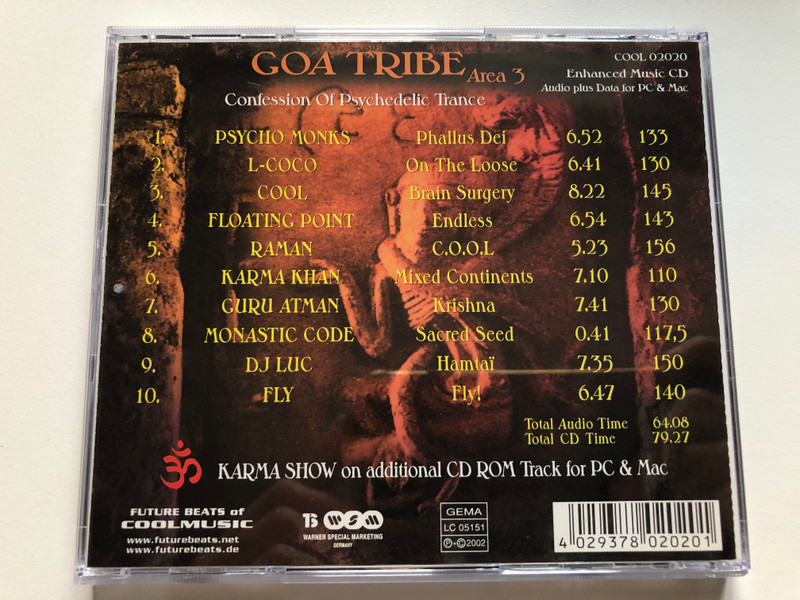 GOA TRIBE Area 3
COOL 02020
Enhanced Music CD
Audio plus Data for PC & Mac
Confession Of Psychedelic Trance
1. PSYCHO MONKS Phallus Dei 6.52 133
2. L-COCO On The Loose 6.41 130
3. COOL Brain Surgery 8.22 145
4. FLOATING POINT Endless 6.54 143
5. RAMAN C.O.O.L 5.23 156
6. KARMA KHAN Mixed Continents 7.10 110
7. GURU ATMAN Krishna 7.41 130
8. MONASTIC CODE Sacred Seed 0.41 117,5
9. DJ LUC Hamtaï 7.35 150
10. FLY Fly! 6.47 140
Total Audio Time 64.08
Total CD Time 79.27
ॐ KARMA SHOW on additional CD ROM Track for PC & Mac
FUTURE BEATS of
COOLMUSIC
www.futurebeats.net
www.futurebeats.de
WSM
WARNER SPECIAL MARKETING
GERMANY
GEMA
LC 05151
℗+©2002
4 029378 020201